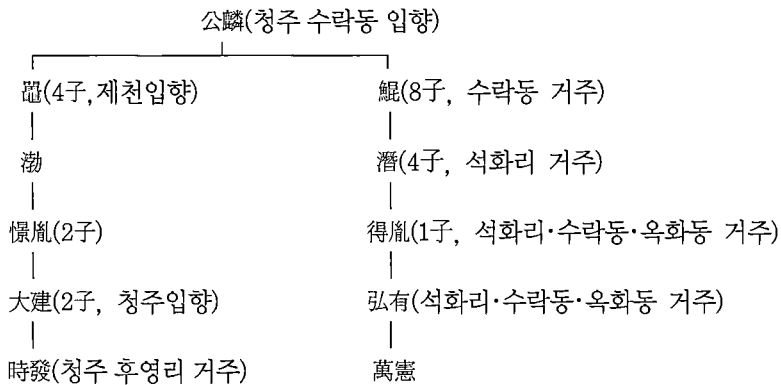 公麟(청주 수락동 입향)
鼉(4子,제천입향) 鯤(8子, 수락동 거주)
渤 潛(4子, 석화리 거주)
憬胤(2子) 得胤(1子, 석화리·수락동·옥화동 거주)
大建(2子, 청주입향) 弘有(석화리·수락동·옥화동 거주)
時發(청주 후영리 거주) 萬憲